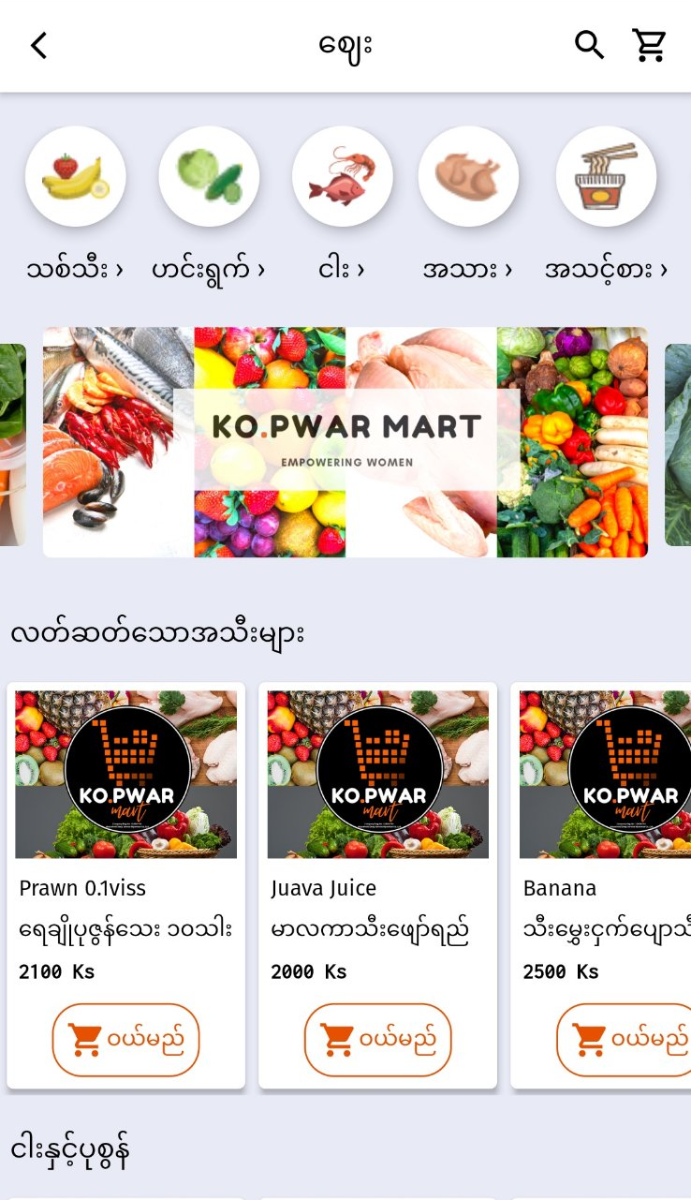 ဈေး
သစ်သီး ›
ဟင်းရွက် ›
ငါး ›
အသား ›
အသင့်စား ›
KO.PWAR MART
EMPOWERING WOMEN
လတ်ဆတ်သောအသီးများ
KO.PWAR
mart
Prawn 0.1viss
ရေချိုပုဇွန်သေး ၁၀သါး
2100 Ks
ဝယ်မည်
KO.PWAR
mart
Juava Juice
မာလကာသီးဖျော်ရည်
2000 Ks
ဝယ်မည်
KO.PWAR
mart
Banana
သီးမွှေးငှက်ပျောသီ
2500 Ks
ဝယ်မည်
ငါးနှင့်ပုစွန်